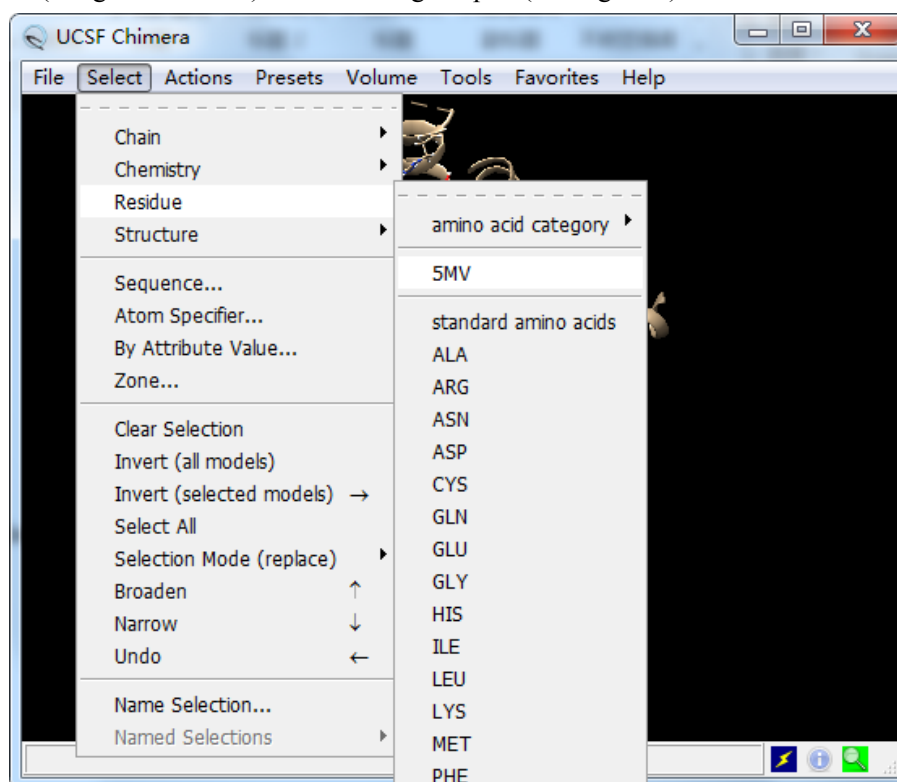 UCSF Chimera
File Select Actions Presets Volume Tools Favorites Help
Chain
Chemistry
Residue
Structure
Sequence...
Atom Specifier...
By Attribute Value...
Zone...
Clear Selection
Invert (all models)
Invert (selected models) →
Select All
Selection Mode (replace)
Broaden ↑
Narrow ↓
Undo ←
Name Selection...
Named Selections
amino acid category
5MV
standard amino acids
ALA
ARG
ASN
ASP
CYS
GLN
GLU
GLY
HIS
ILE
LEU
LYS
MET
PHE